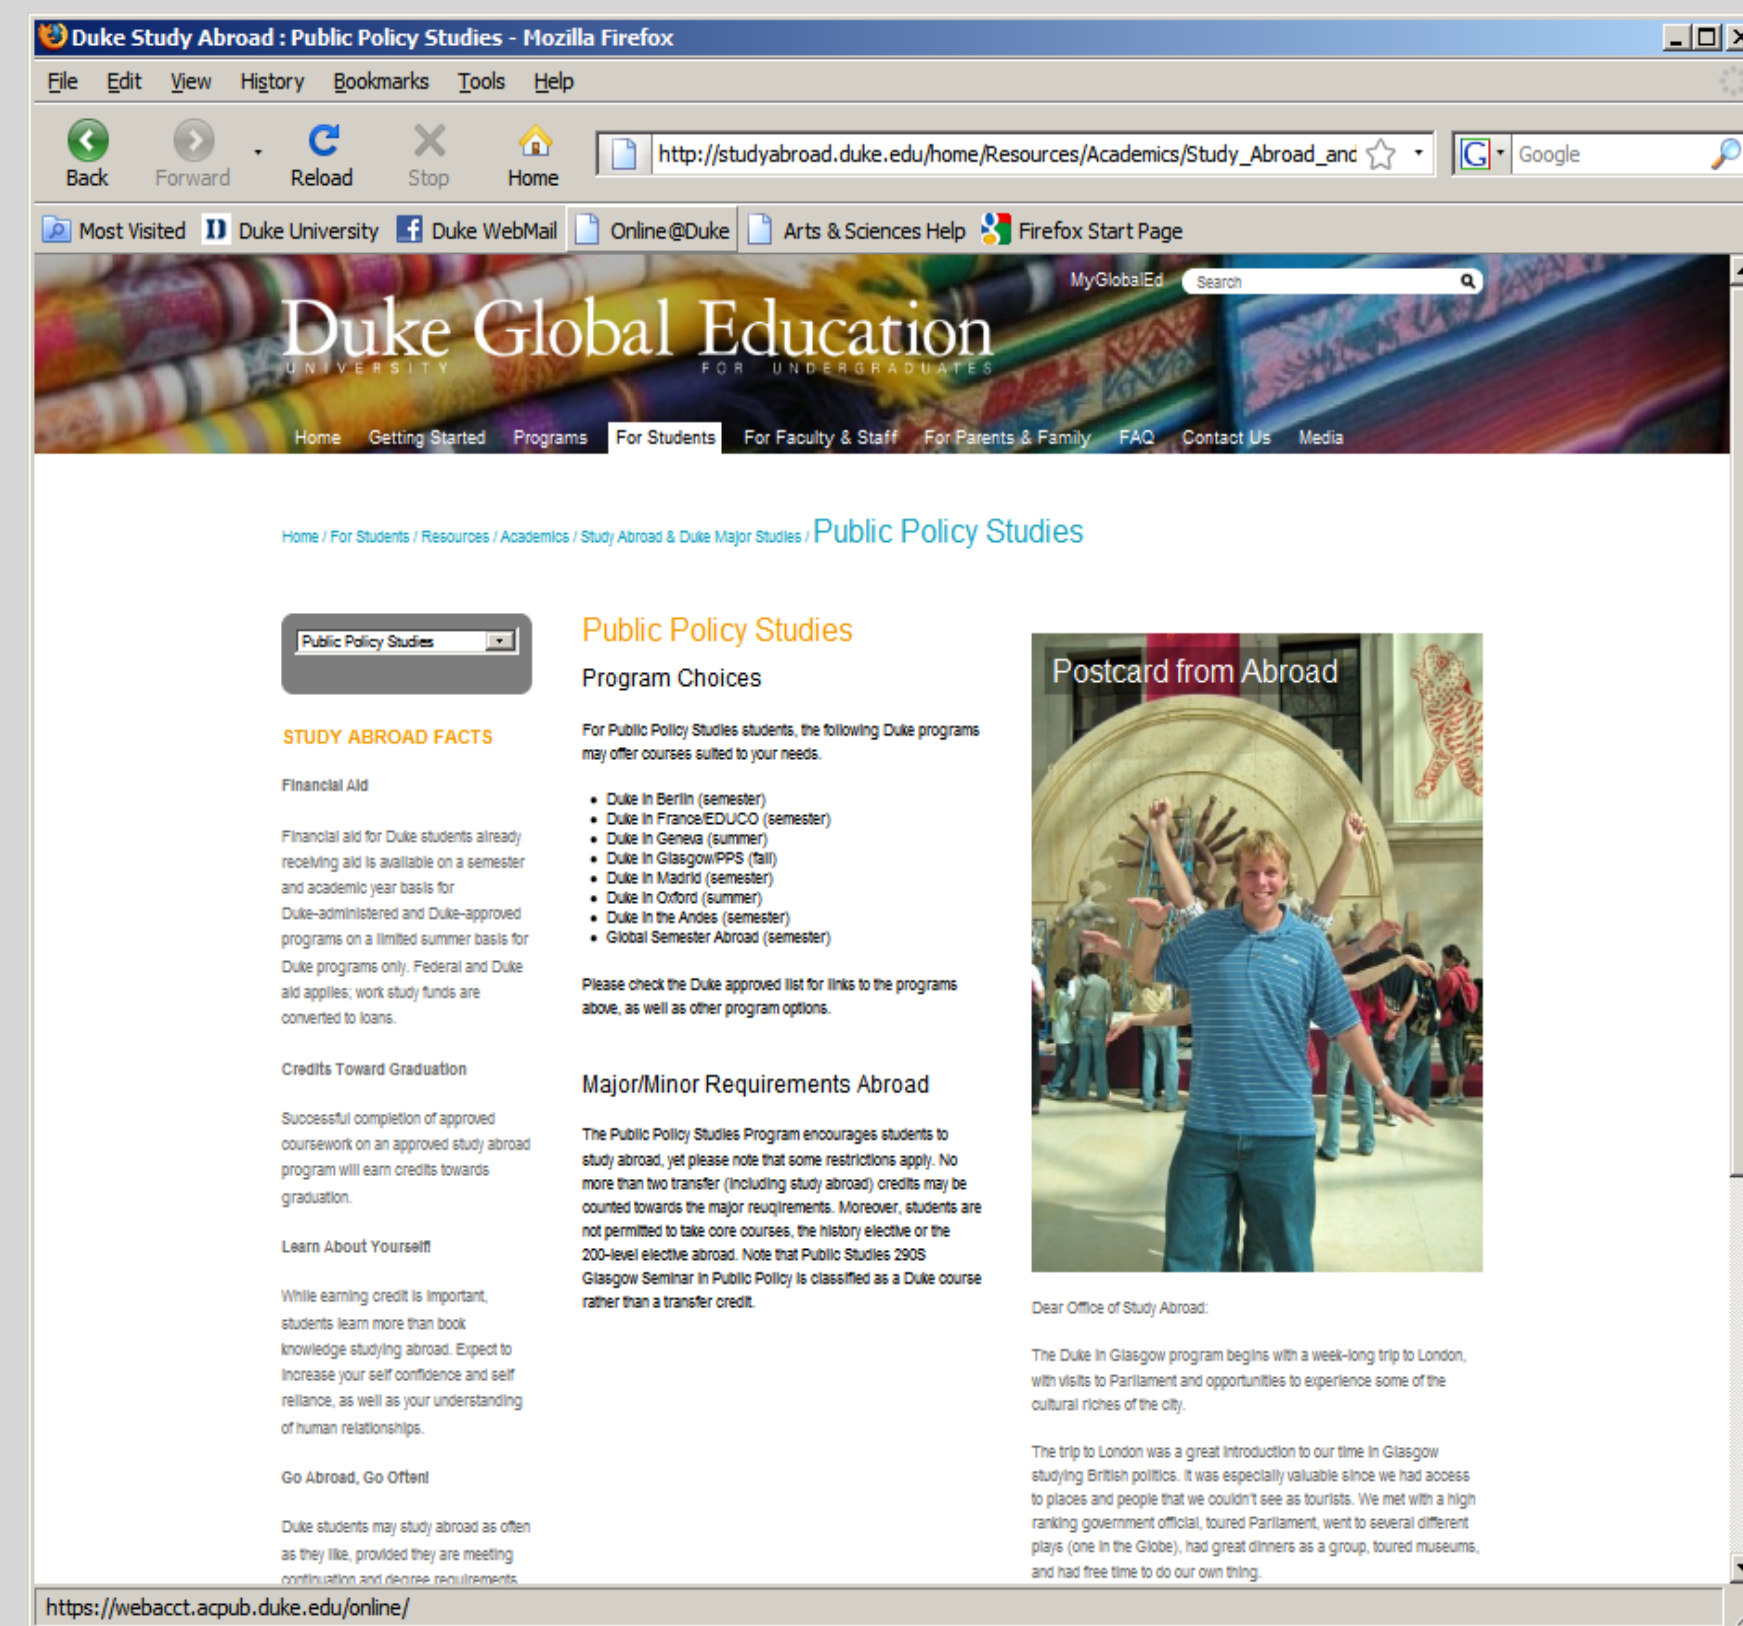 Duke Study Abroad : Public Policy Studies - Mozilla Firefox
File Edit View History Bookmarks Tools Help
Back Forward Reload Stop Home http://studyabroad.duke.edu/home/Resources/Academics/Study_Abroad_and Google
Most Visited Duke University Duke WebMail Online@Duke Arts & Sciences Help Firefox Start Page
MyGlobalEd Search
Duke Global Education
UNIVERSITY FOR UNDERGRADUATES
Home Getting Started Programs For Students For Faculty & Staff For Parents & Family FAQ Contact Us Media
Home / For Students / Resources / Academics / Study Abroad & Duke Major Studies / Public Policy Studies
Public Policy Studies
STUDY ABROAD FACTS
Financial Aid
Financial aid for Duke students already
receiving aid is available on a semester
and academic year basis for
Duke-administered and Duke-approved
programs on a limited summer basis for
Duke programs only. Federal and Duke
aid applies; work study funds are
converted to loans.
Credits Toward Graduation
Successful completion of approved
coursework on an approved study abroad
program will earn credits towards
graduation.
Learn About Yourself!
While earning credit is important,
students learn more than book
knowledge studying abroad. Expect to
increase your self confidence and self
reliance, as well as your understanding
of human relationships.
Go Abroad, Go Often!
Duke students may study abroad as often
as they like, provided they are meeting
continuation and degree requirements
Public Policy Studies
Program Choices
For Public Policy Studies students, the following Duke programs
may offer courses suited to your needs.
• Duke in Berlin (semester)
• Duke in France/EDUCO (semester)
• Duke in Geneva (summer)
• Duke in Glasgow/PPS (fall)
• Duke in Madrid (semester)
• Duke in Oxford (summer)
• Duke in the Andes (semester)
• Global Semester Abroad (semester)
Please check the Duke approved list for links to the programs
above, as well as other program options.
Major/Minor Requirements Abroad
The Public Policy Studies Program encourages students to
study abroad, yet please note that some restrictions apply. No
more than two transfer (including study abroad) credits may be
counted towards the major reuqirements. Moreover, students are
not permitted to take core courses, the history elective or the
200-level elective abroad. Note that Public Studies 290S
Glasgow Seminar in Public Policy is classified as a Duke course
rather than a transfer credit.
Postcard from Abroad
Dear Office of Study Abroad:
The Duke in Glasgow program begins with a week-long trip to London,
with visits to Parliament and opportunities to experience some of the
cultural riches of the city.
The trip to London was a great introduction to our time in Glasgow
studying British politics. It was especially valuable since we had access
to places and people that we couldn't see as tourists. We met with a high
ranking government official, toured Parliament, went to several different
plays (one in the Globe), had great dinners as a group, toured museums,
and had free time to do our own thing.
https://webacct.acpub.duke.edu/online/